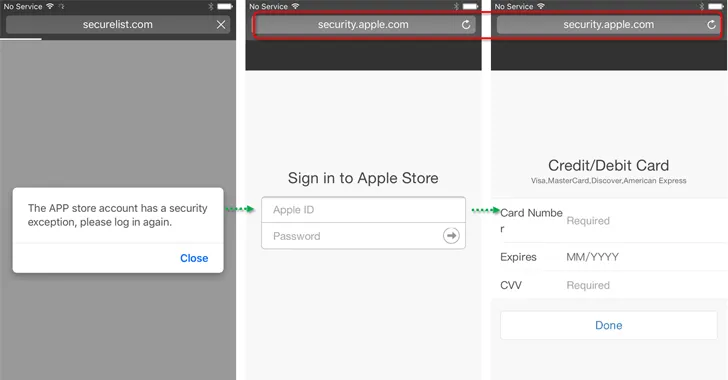 No Service
securelist.com
The APP store account has a security
exception, please log in again.
Close
No Service
security.apple.com
Sign in to Apple Store
Apple ID
Password
No Service
security.apple.com
Credit/Debit Card
Visa,MasterCard,Discover,American Express
Card Numbe
r
Required
Expires
MM/YYYY
CVV
Required
Done